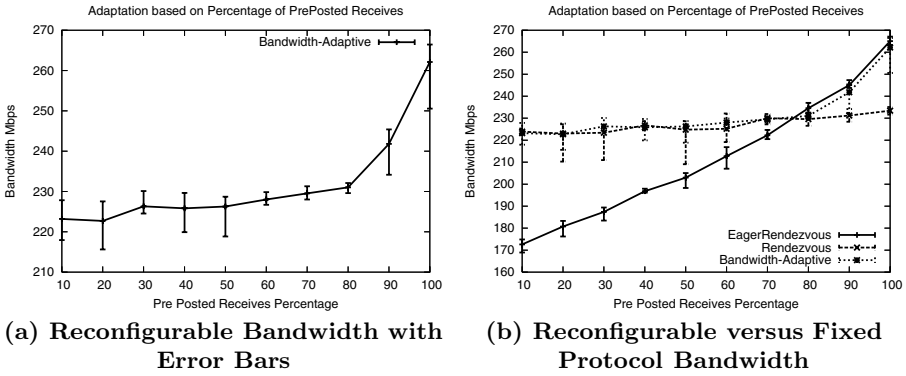 Adaptation based on Percentage of PrePosted Receives
270
260
250
240
230
220
210
Bandwidth Mbps
Bandwidth-Adaptive
10 20 30 40 50 60 70 80 90 100
Pre Posted Receives Percentage
(a) Reconfigurable Bandwidth with
Error Bars
Adaptation based on Percentage of PrePosted Receives
270
260
250
240
230
220
210
200
190
180
170
160
Bandwidth Mbps
EagerRendezvous
Rendezvous
Bandwidth-Adaptive
10 20 30 40 50 60 70 80 90 100
Pre Posted Receives Percentage
(b) Reconfigurable versus Fixed
Protocol Bandwidth